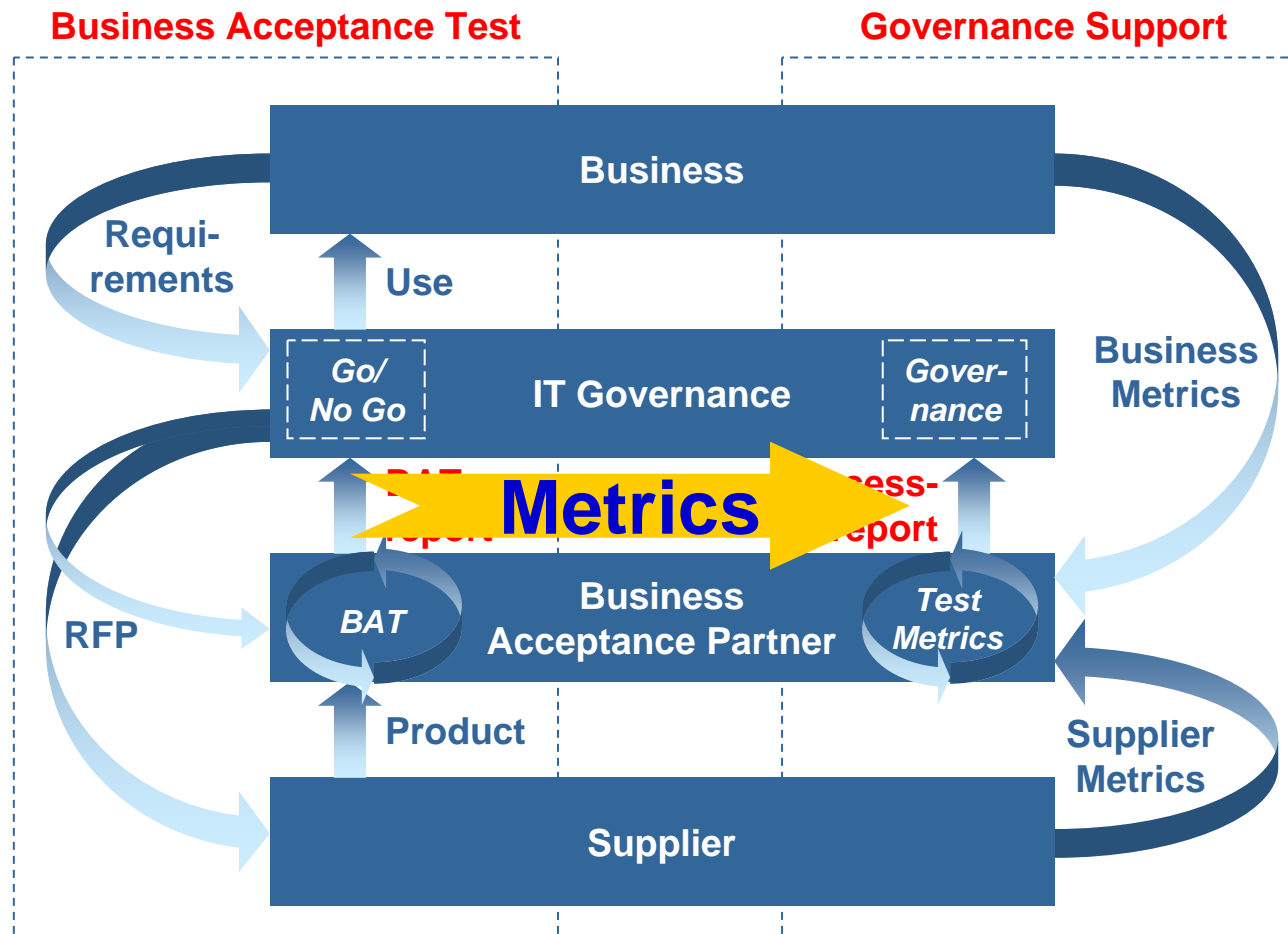 Business Acceptance Test
Governance Support
Business
Requi-
rements
Use
Business
Metrics
Go/
No Go
IT Governance
Gover-
nance
Metrics
report
report
RFP
BAT
Business
Acceptance Partner
Test
Metrics
Product
Supplier
Metrics
Supplier